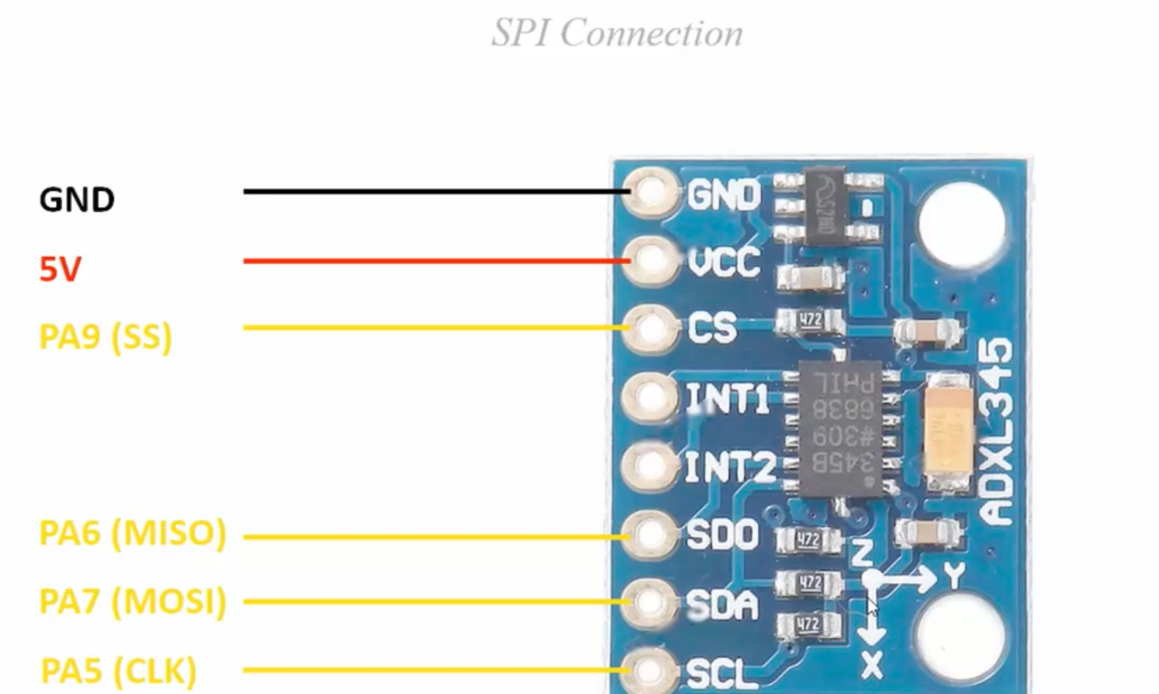 SPI Connection
GND
5V
PA9 (SS)
PA6 (MISO)
PA7 (MOSI)
PA5 (CLK)
GND
VCC
CS
INT1
INT2
SDO
SDA
SCL
472
PHIL
6838
#309
345B
472
472
472
ADXL345
Z
Y
X